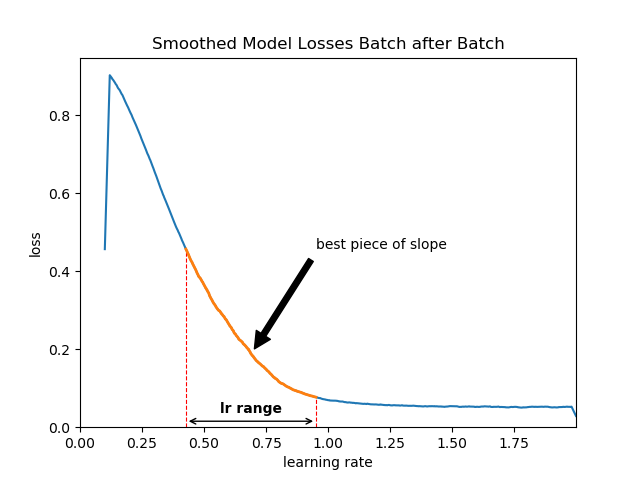 Smoothed Model Losses Batch after Batch
0.8
0.6
0.4
0.2
0.0
loss
best piece of slope
lr range
0.00 0.25 0.50 0.75 1.00 1.25 1.50 1.75
learning rate